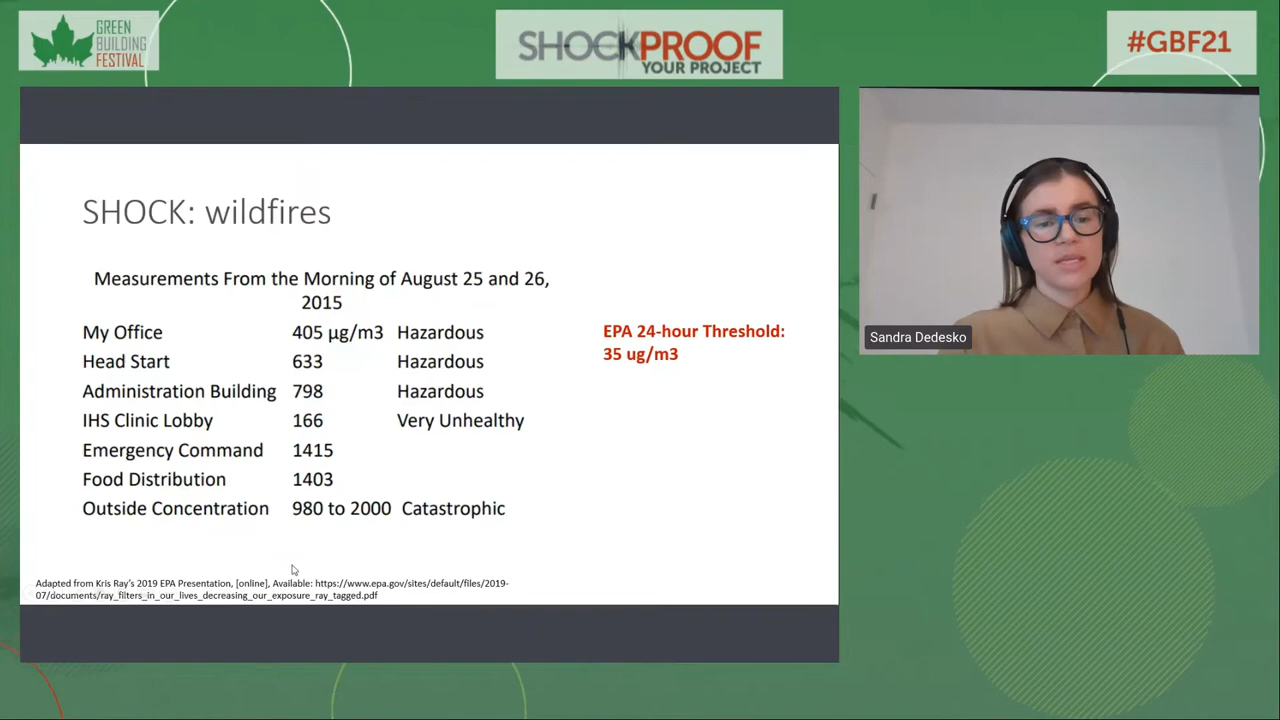 GREEN
BUILDING
FESTIVAL
SHOCKPROOF
YOUR PROJECT
#GBF21
SHOCK: wildfires
Measurements From the Morning of August 25 and 26,
2015
My Office 405 µg/m3 Hazardous
Head Start 633 Hazardous
Administration Building 798 Hazardous
IHS Clinic Lobby 166 Very Unhealthy
Emergency Command 1415
Food Distribution 1403
Outside Concentration 980 to 2000 Catastrophic
EPA 24-hour Threshold:
35 ug/m3
Adapted from Kris Ray's 2019 EPA Presentation, [online], Available: https://www.epa.gov/sites/default/files/2019-
07/documents/ray_filters_in_our_lives_decreasing_our_exposure_ray_tagged.pdf
Sandra Dedesko